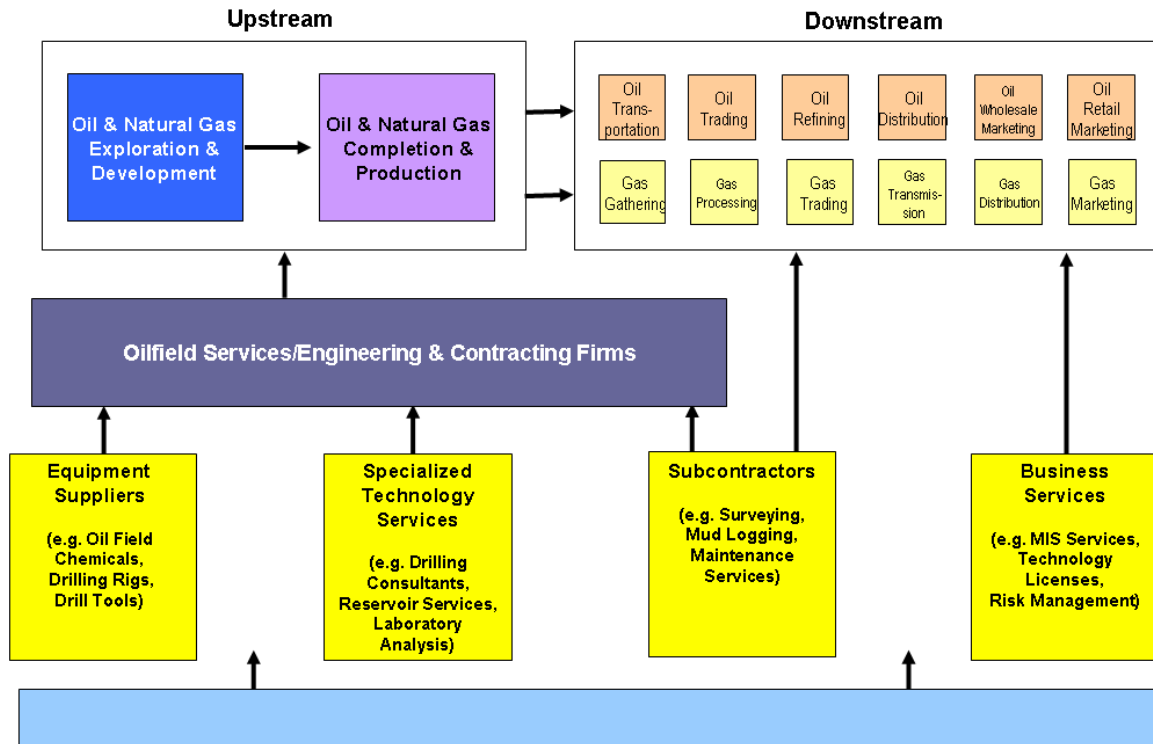 Upstream
Downstream
Oil & Natural Gas
Exploration &
Development
Oil & Natural Gas
Completion &
Production
Oil
Trans-
portation
Oil
Trading
Oil
Refining
Oil
Distribution
Oil
Wholesale
Marketing
Oil
Retail
Marketing
Gas
Gathering
Gas
Processing
Gas
Trading
Gas
Transmis-
sion
Gas
Distribution
Gas
Marketing
Oilfield Services/Engineering & Contracting Firms
Equipment
Suppliers
(e.g. Oil Field
Chemicals,
Drilling Rigs,
Drill Tools)
Specialized
Technology
Services
(e.g. Drilling
Consultants,
Reservoir Services,
Laboratory
Analysis)
Subcontractors
(e.g. Surveying,
Mud Logging,
Maintenance
Services)
Business
Services
(e.g. MIS Services,
Technology
Licenses,
Risk Management)